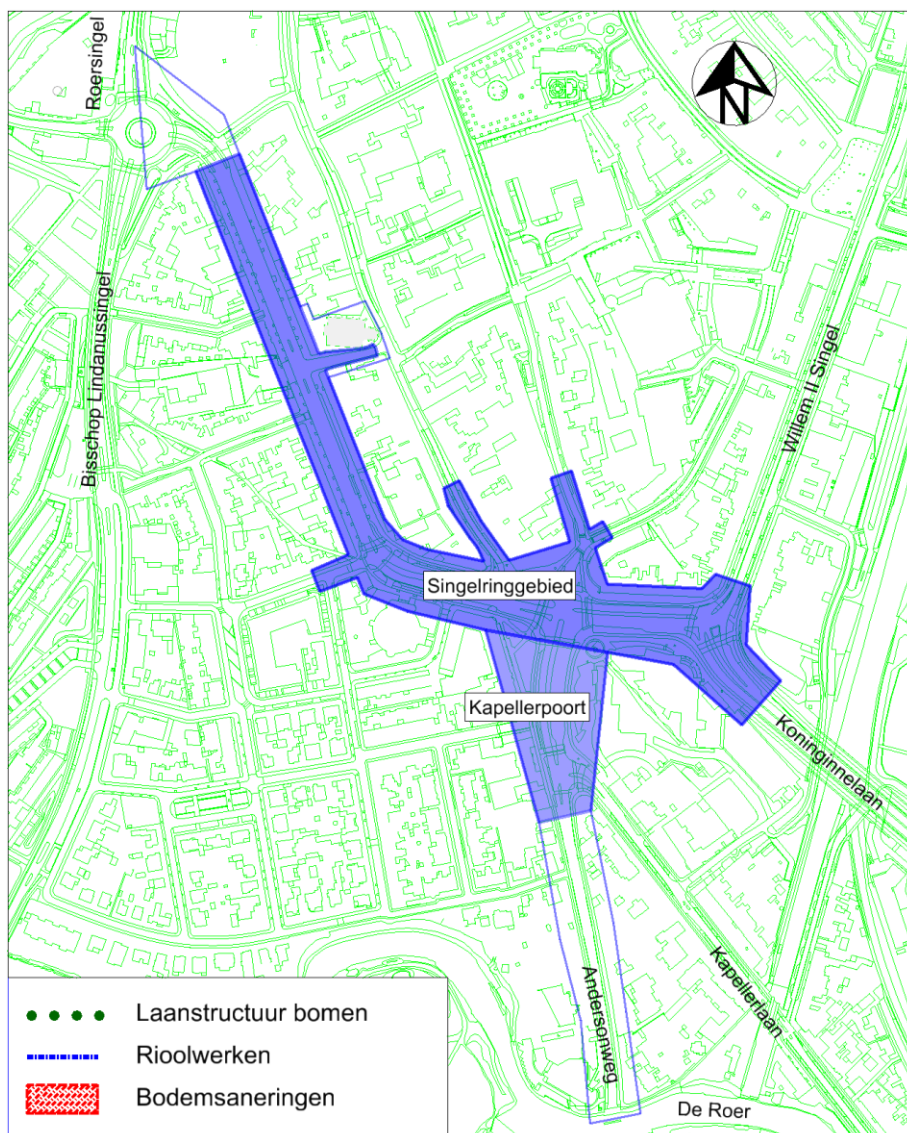 Roersingel
N
Bisschop Lindanussingel
Willem II Singel
Singelringgebied
Kapellerpoort
Koninginnelaan
Kapellerlaan
Andersonweg
De Roer
Laanstructuur bomen
Rioolwerken
Bodemsaneringen